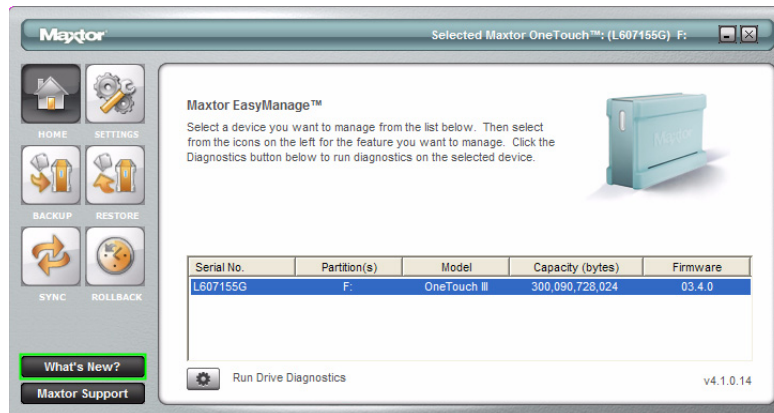 Maxtor
Selected Maxtor OneTouch™: (L607155G) F:
HOME SETTINGS
BACKUP RESTORE
SYNC ROLLBACK
What's New?
Maxtor Support
Maxtor EasyManage™
Select a device you want to manage from the list below. Then select
from the icons on the left for the feature you want to manage. Click the
Diagnostics button below to run diagnostics on the selected device.
Maxtor
Serial No. Partition(s) Model Capacity (bytes) Firmware
L607155G F: OneTouch III 300,090,728,024 03.4.0
Run Drive Diagnostics
v4.1.0.14